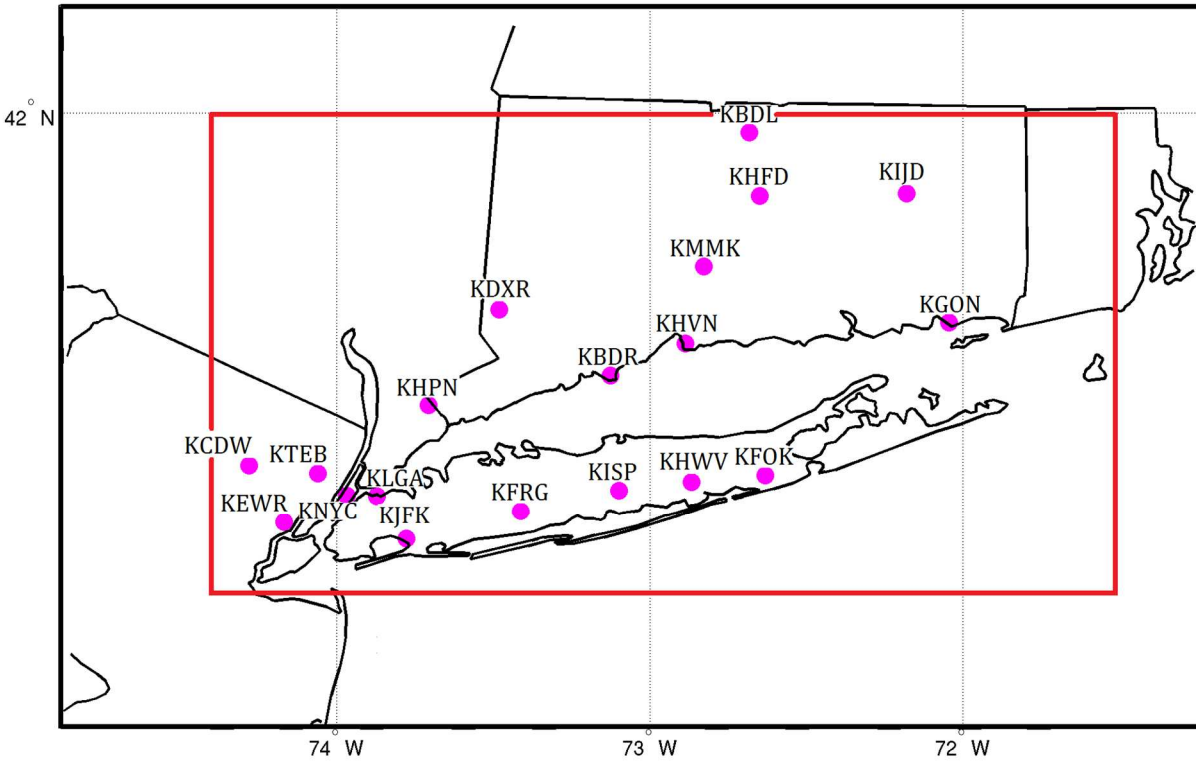 42° N
KBDL
KHFD
KIJD
KMMK
KDXR
KGON
KHVN
KBDR
KHPN
KCDW
KTEB
KLGA
KISP
KHWV
KFOK
KEWR
KNYC
KFRG
KJFK
74° W
73° W
72° W